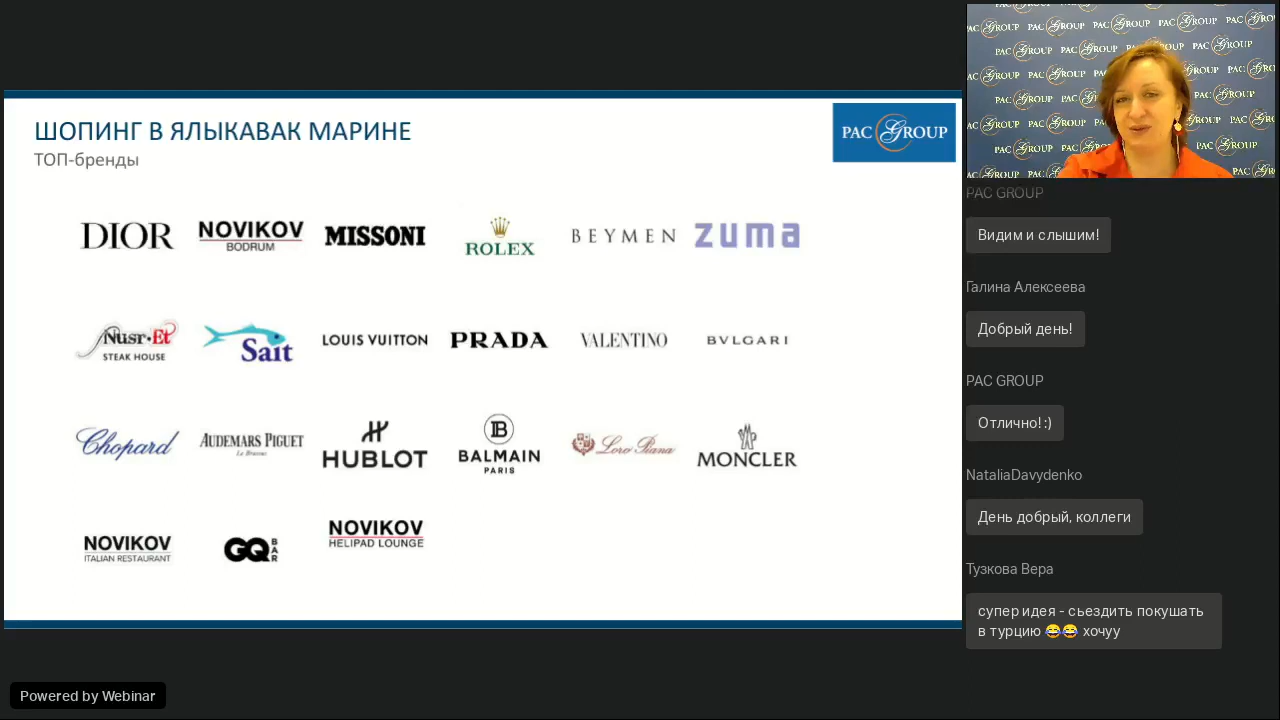 ШОПИНГ В ЯЛЫКАВАК МАРИНЕ
ТОП-бренды
PAC GROUP
DIOR
NOVIKOV
BODRUM
MISSONI
ROLEX
BEYMEN
zuma
Nusr·Et
STEAK HOUSE
Sait
LOUIS VUITTON
PRADA
VALENTINO
BVLGARI
Chopard
AUDEMARS PIGUET
Le Brassus
HUBLOT
B
BALMAIN
PARIS
Loro Piana
MONCLER
NOVIKOV
ITALIAN RESTAURANT
GQ BAR
NOVIKOV
HELIPAD LOUNGE
PAC GROUP
Видим и слышим!
Галина Алексеева
Добрый день!
PAC GROUP
Отлично! :)
NataliaDavydenko
День добрый, коллеги
Тузкова Вера
супер идея - сьездить покушать
в турцию 😂😂 хочуу
Powered by Webinar